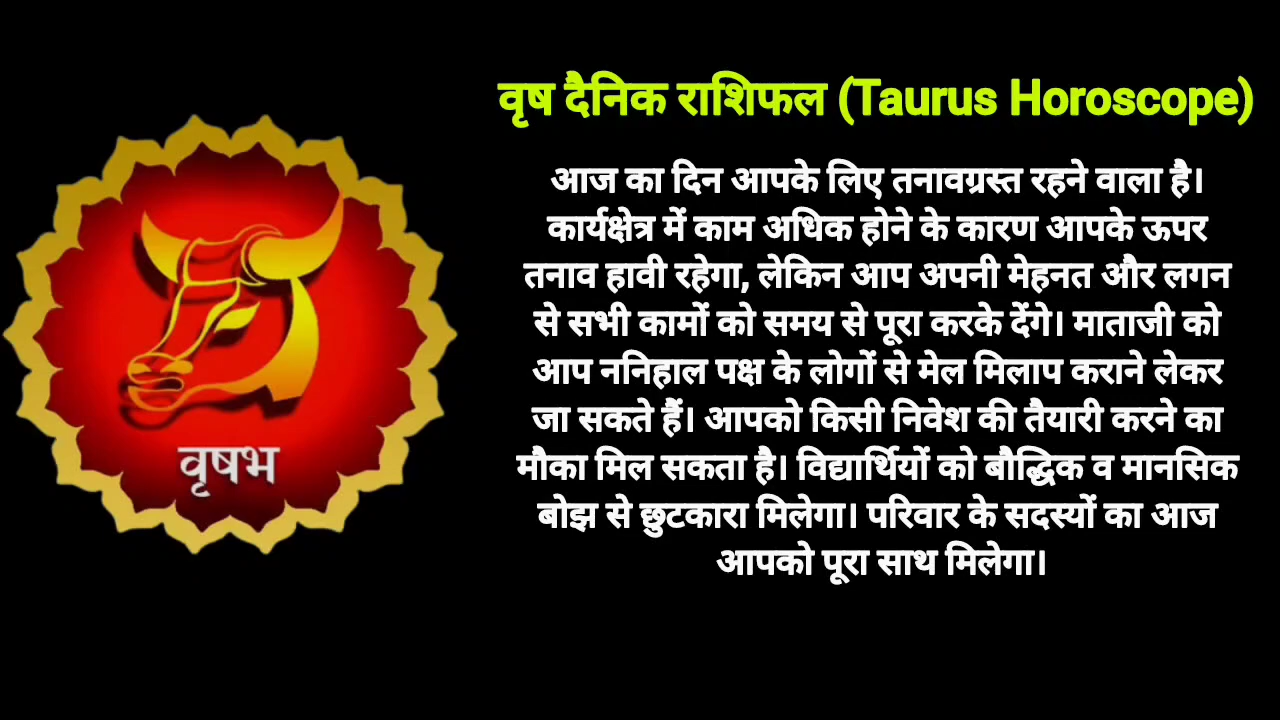 वृष दैनिक राशिफल (Taurus Horoscope)
आज का दिन आपके लिए तनावग्रस्त रहने वाला है।
कार्यक्षेत्र में काम अधिक होने के कारण आपके ऊपर
तनाव हावी रहेगा, लेकिन आप अपनी मेहनत और लगन
से सभी कामों को समय से पूरा करके देंगे। माताजी को
आप ननिहाल पक्ष के लोगों से मेल मिलाप कराने लेकर
जा सकते हैं। आपको किसी निवेश की तैयारी करने का
मौका मिल सकता है। विद्यार्थियों को बौद्धिक व मानसिक
बोझ से छुटकारा मिलेगा। परिवार के सदस्यों का आज
आपको पूरा साथ मिलेगा।
वृषभ